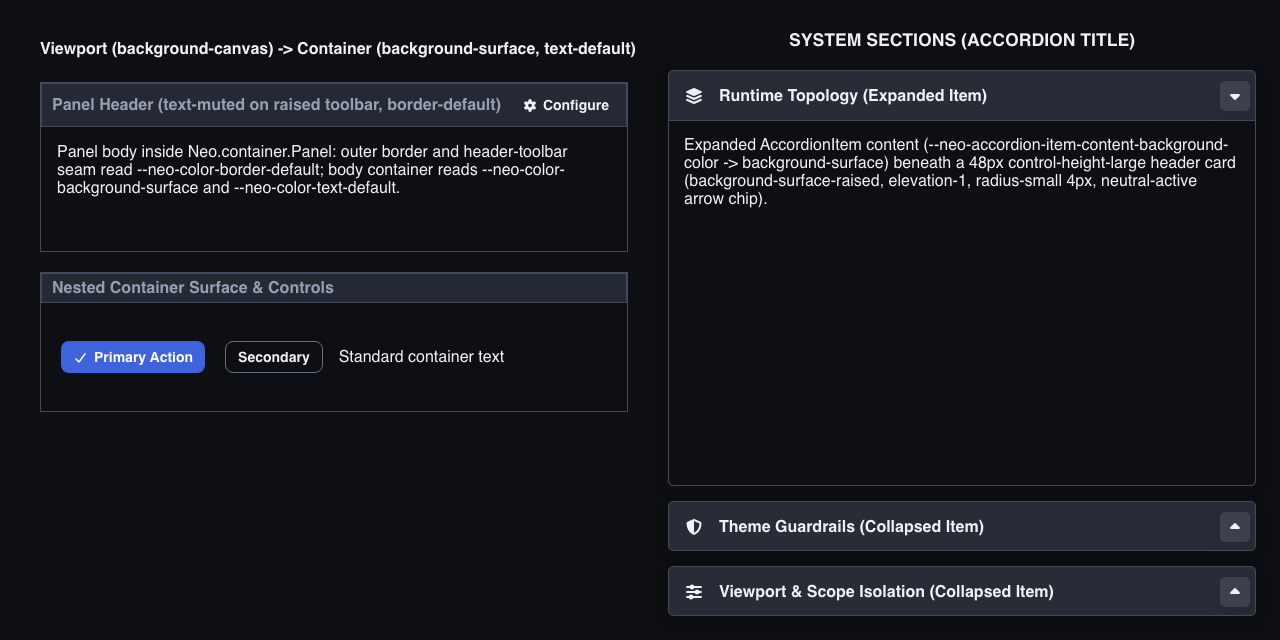 Viewport (background-canvas) -> Container (background-surface, text-default)
Panel Header (text-muted on raised toolbar, border-default)
Configure
Panel body inside Neo.container.Panel: outer border and header-toolbar
seam read --neo-color-border-default; body container reads --neo-color-
background-surface and --neo-color-text-default.
Nested Container Surface & Controls
Primary Action
Secondary
Standard container text
SYSTEM SECTIONS (ACCORDION TITLE)
Runtime Topology (Expanded Item)
Expanded AccordionItem content (--neo-accordion-item-content-background-
color -> background-surface) beneath a 48px control-height-large header card
(background-surface-raised, elevation-1, radius-small 4px, neutral-active
arrow chip).
Theme Guardrails (Collapsed Item)
Viewport & Scope Isolation (Collapsed Item)